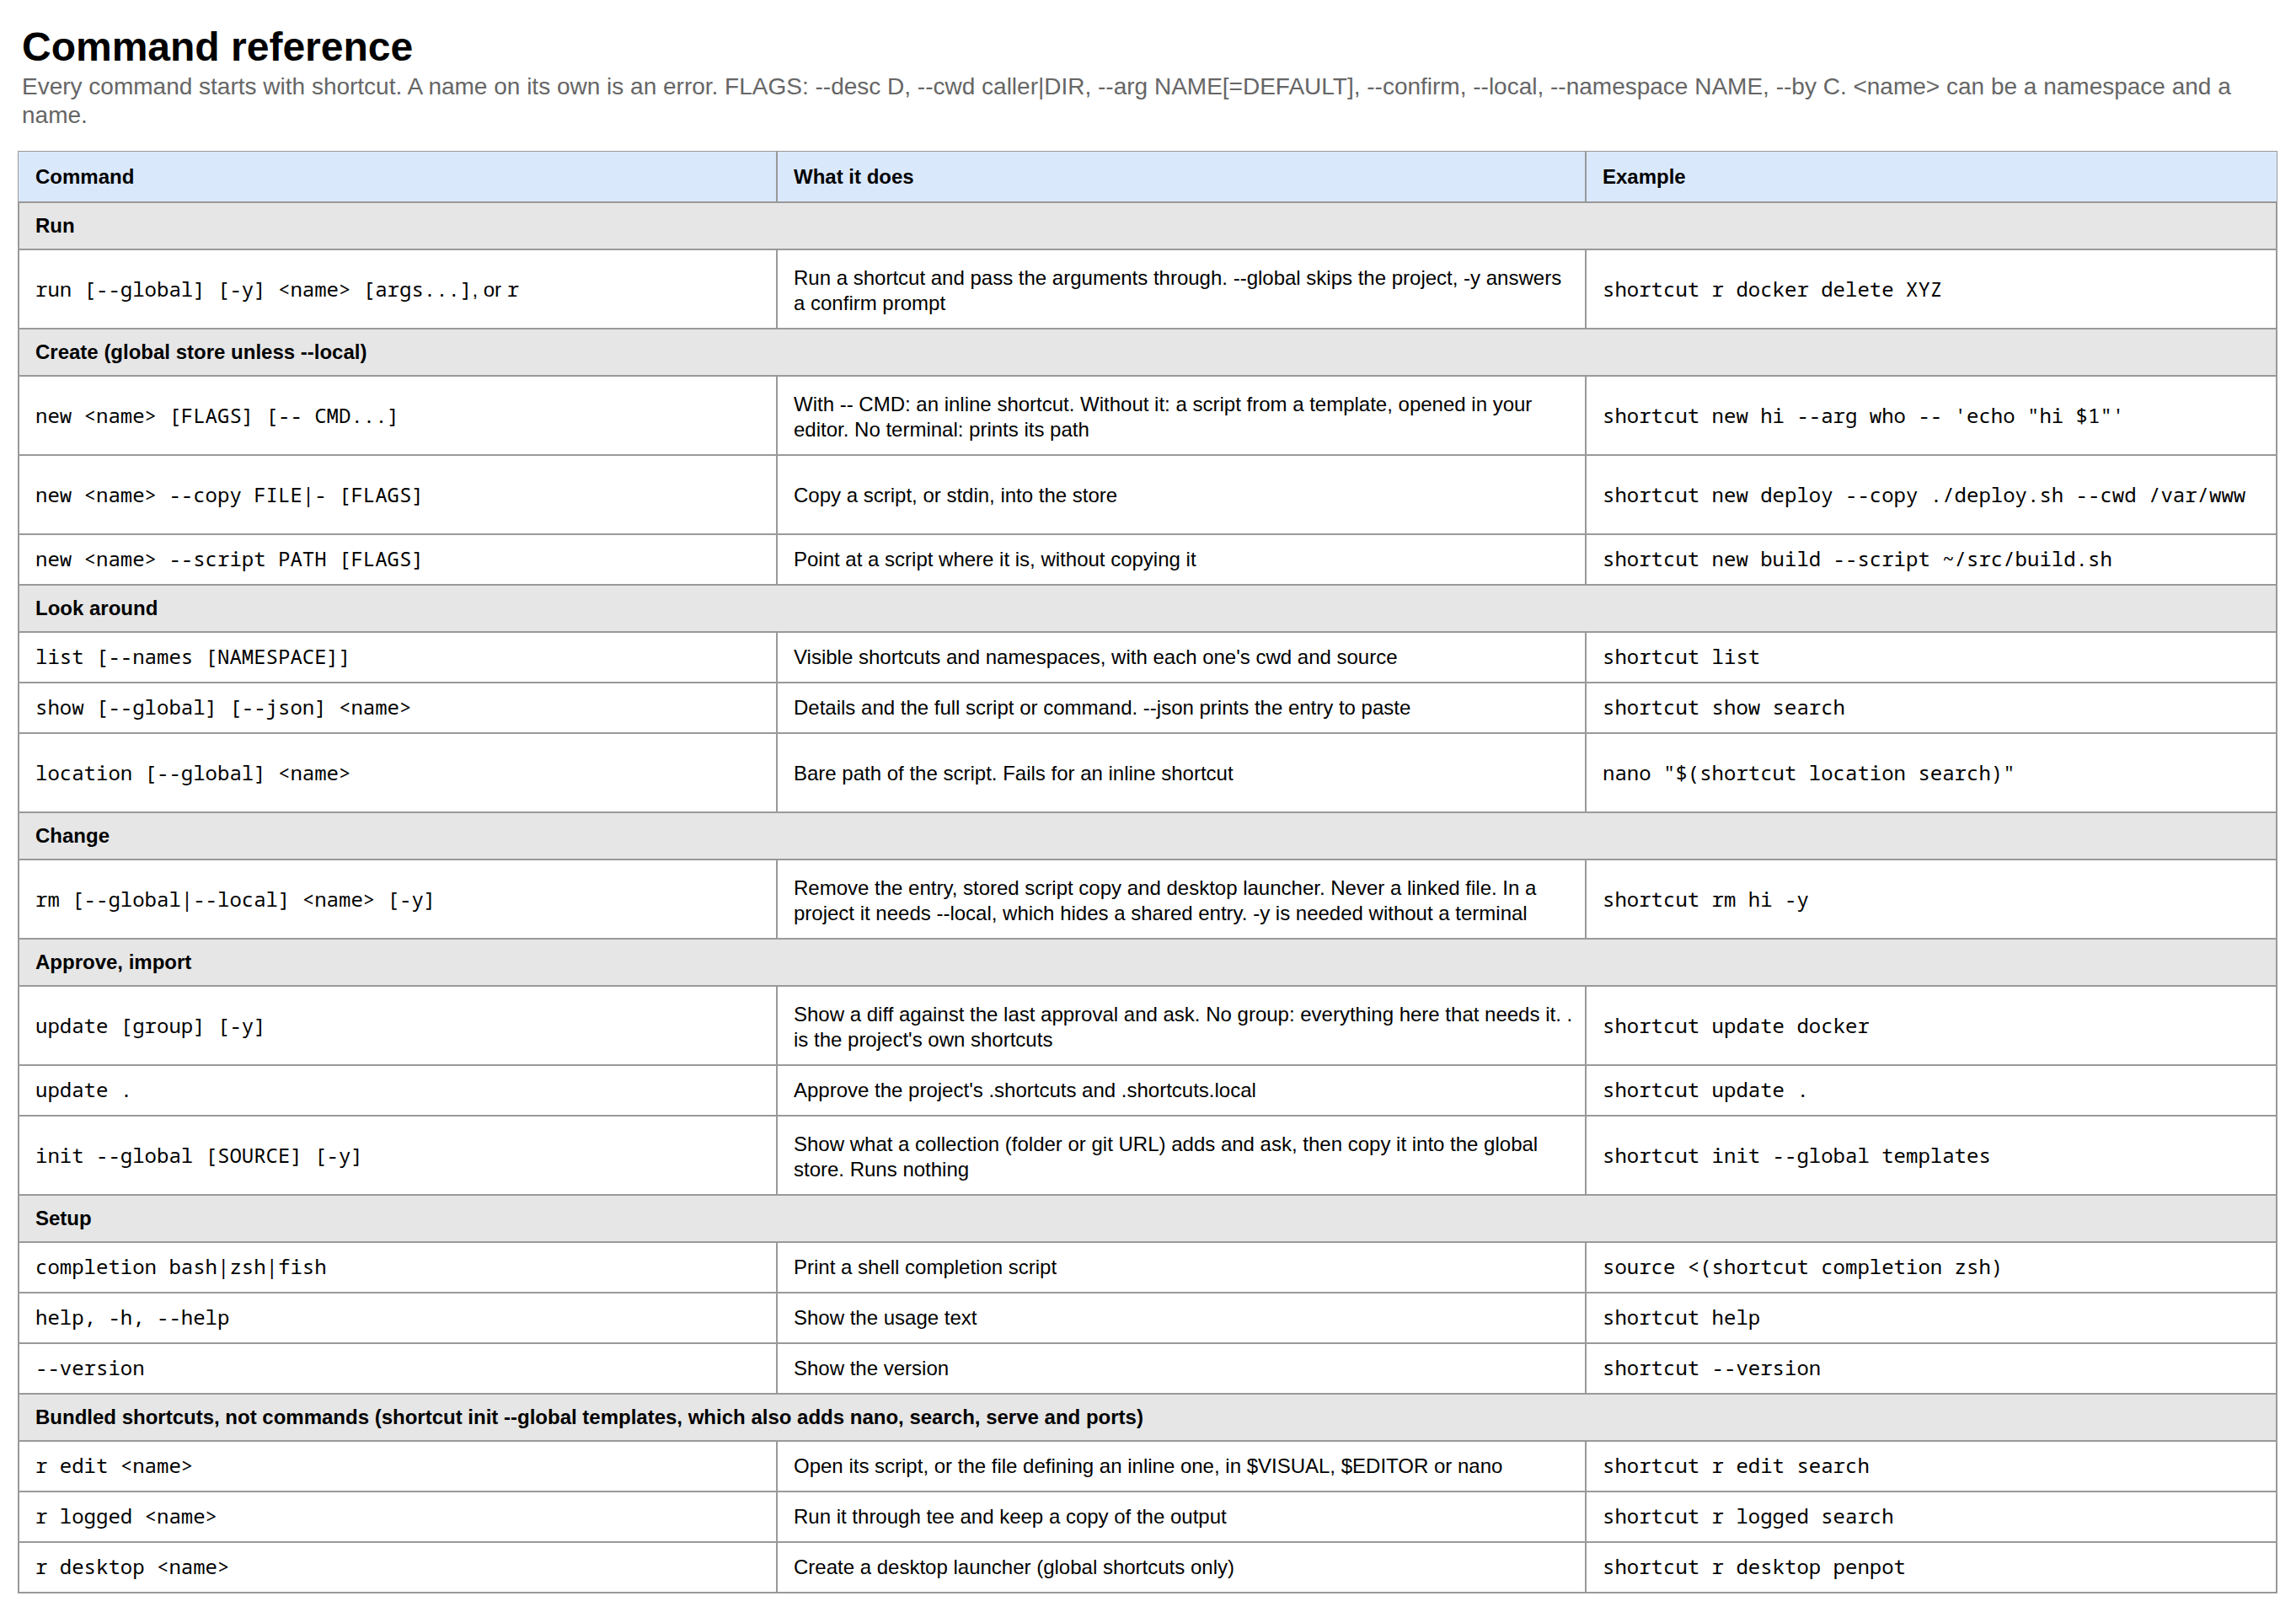 Command reference
Every command starts with shortcut. A name on its own is an error. FLAGS: --desc D, --cwd caller|DIR, --arg NAME[=DEFAULT], --confirm, --local, --namespace NAME, --by C. <name> can be a namespace and a
name.
Command What it does Example
Run
run [--global] [-y] <name> [args...], or r
Run a shortcut and pass the arguments through. --global skips the project, -y answers
a confirm prompt
shortcut r docker delete XYZ
Create (global store unless --local)
new <name> [FLAGS] [-- CMD...]
With -- CMD: an inline shortcut. Without it: a script from a template, opened in your
editor. No terminal: prints its path
shortcut new hi --arg who -- 'echo "hi $1"'
new <name> --copy FILE|- [FLAGS]
Copy a script, or stdin, into the store
shortcut new deploy --copy ./deploy.sh --cwd /var/www
new <name> --script PATH [FLAGS]
Point at a script where it is, without copying it
shortcut new build --script ~/src/build.sh
Look around
list [--names [NAMESPACE]]
Visible shortcuts and namespaces, with each one's cwd and source
shortcut list
show [--global] [--json] <name>
Details and the full script or command. --json prints the entry to paste
shortcut show search
location [--global] <name>
Bare path of the script. Fails for an inline shortcut
nano "$(shortcut location search)"
Change
rm [--global|--local] <name> [-y]
Remove the entry, stored script copy and desktop launcher. Never a linked file. In a
project it needs --local, which hides a shared entry. -y is needed without a terminal
shortcut rm hi -y
Approve, import
update [group] [-y]
Show a diff against the last approval and ask. No group: everything here that needs it. .
is the project's own shortcuts
shortcut update docker
update .
Approve the project's .shortcuts and .shortcuts.local
shortcut update .
init --global [SOURCE] [-y]
Show what a collection (folder or git URL) adds and ask, then copy it into the global
store. Runs nothing
shortcut init --global templates
Setup
completion bash|zsh|fish
Print a shell completion script
source <(shortcut completion zsh)
help, -h, --help
Show the usage text
shortcut help
--version
Show the version
shortcut --version
Bundled shortcuts, not commands (shortcut init --global templates, which also adds nano, search, serve and ports)
r edit <name>
Open its script, or the file defining an inline one, in $VISUAL, $EDITOR or nano
shortcut r edit search
r logged <name>
Run it through tee and keep a copy of the output
shortcut r logged search
r desktop <name>
Create a desktop launcher (global shortcuts only)
shortcut r desktop penpot